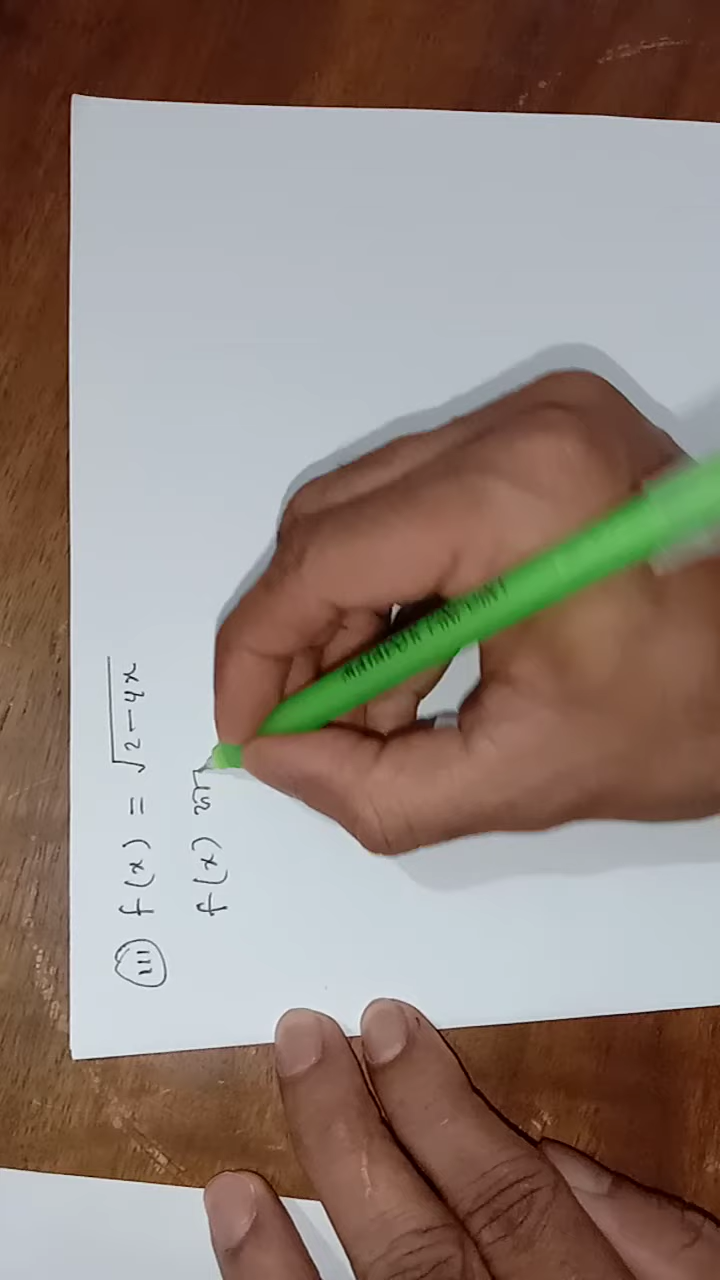 (iii) f(x) = √2-4x
f(x)